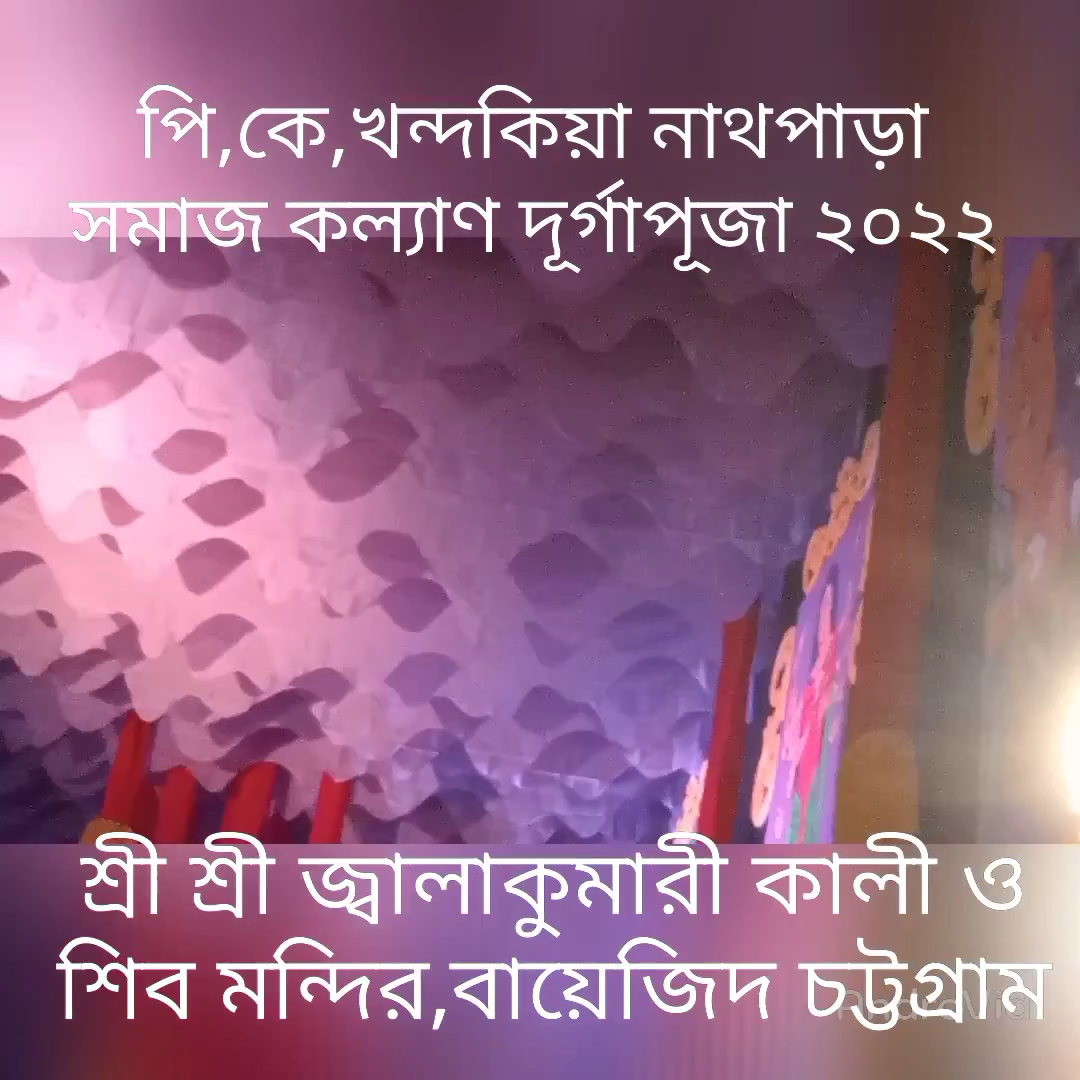 পি,কে,খন্দকিয়া নাথপাড়া
সমাজ কল্যাণ দূর্গাপূজা ২০২২
শ্রী শ্রী জ্বালাকুমারী কালী ও
শিব মন্দির,বায়েজিদ চট্টগ্রাম